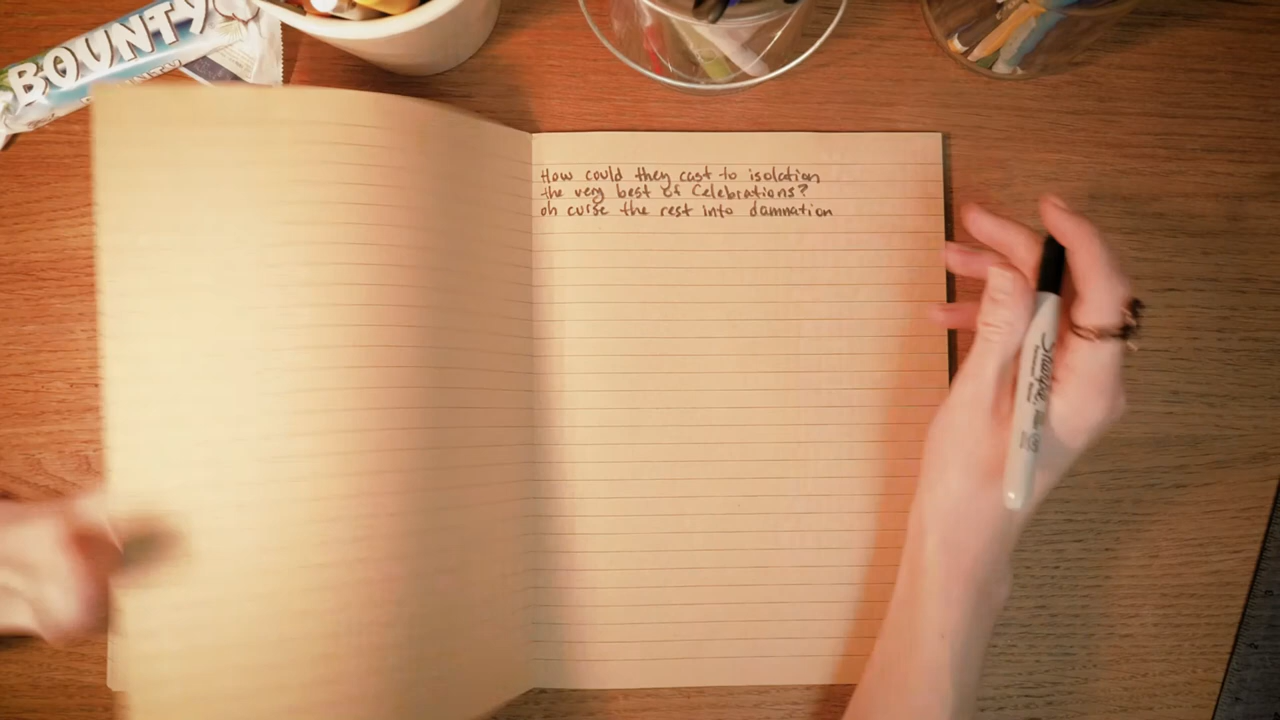 BOUNTY
BOUNTY
How could they cast to isolation
the very best of Celebrations?
oh curse the rest into damnation
Sharpie